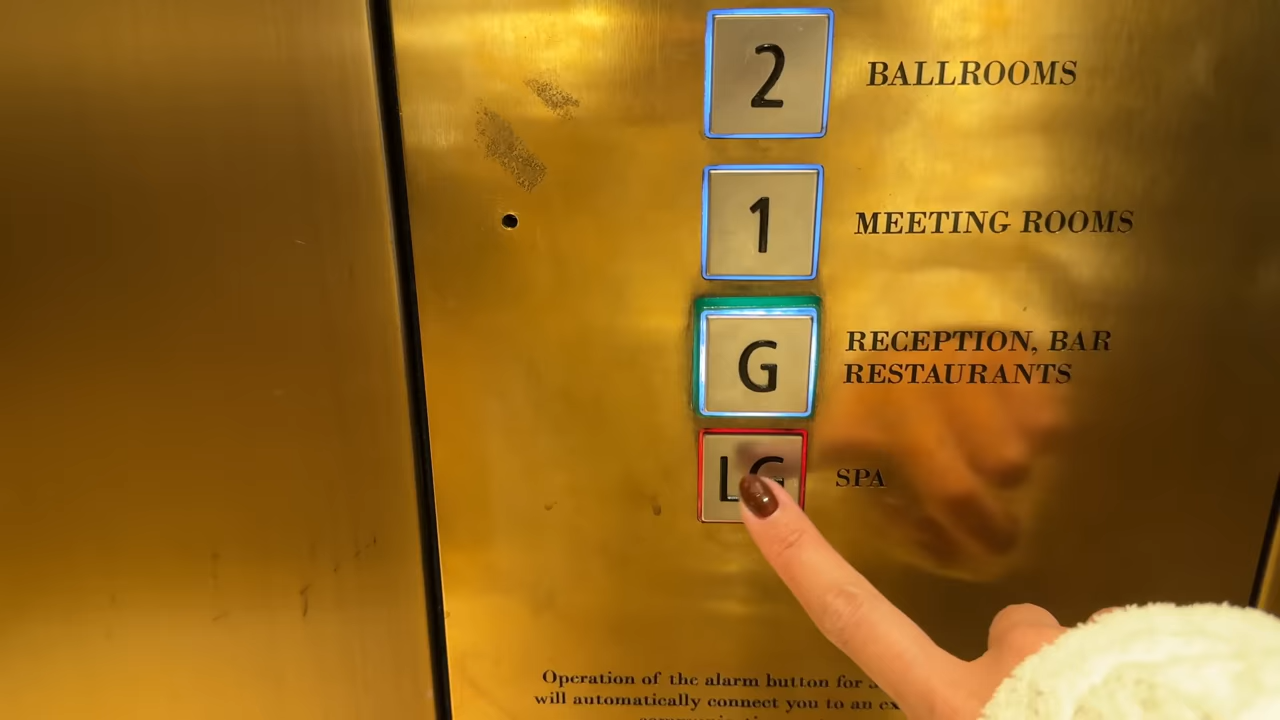 2 BALLROOMS
1 MEETING ROOMS
G RECEPTION, BAR
RESTAURANTS
LG SPA
Operation of the alarm button for
will automatically connect you to an